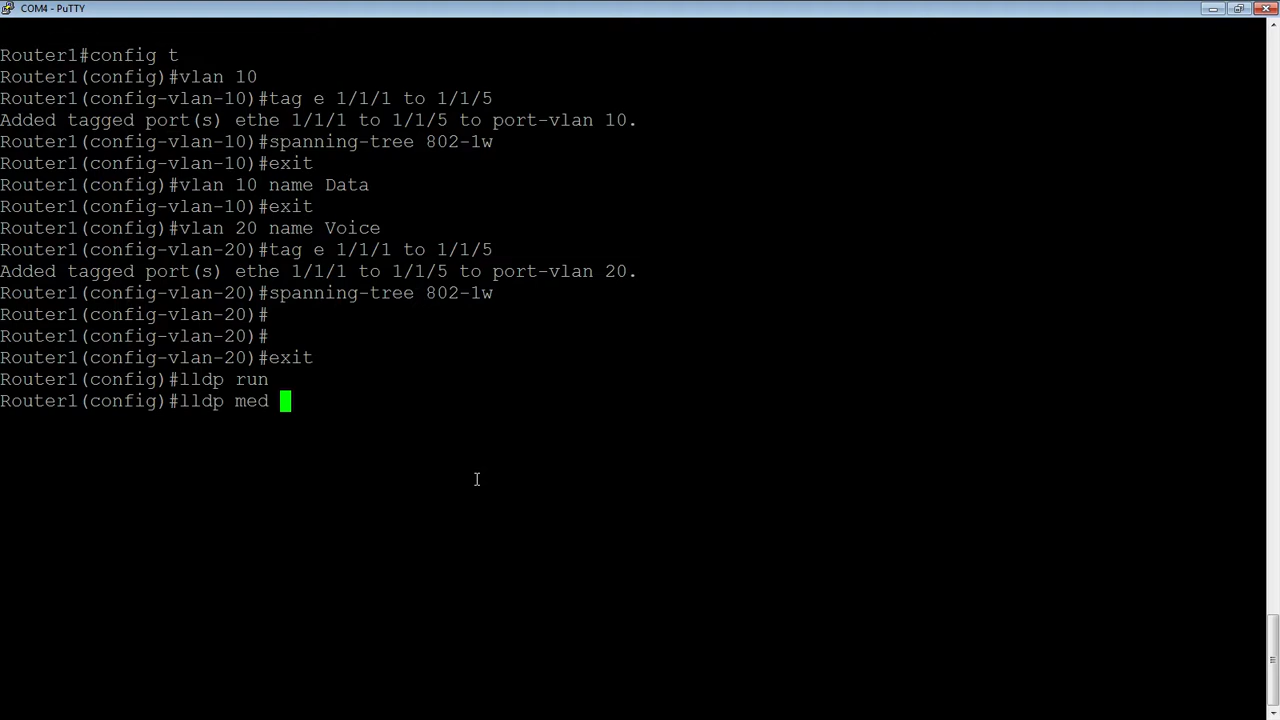 COM4 - PuTTY
Router1#config t
Router1(config)#vlan 10
Router1(config-vlan-10)#tag e 1/1/1 to 1/1/5
Added tagged port(s) ethe 1/1/1 to 1/1/5 to port-vlan 10.
Router1(config-vlan-10)#spanning-tree 802-1w
Router1(config-vlan-10)#exit
Router1(config)#vlan 10 name Data
Router1(config-vlan-10)#exit
Router1(config)#vlan 20 name Voice
Router1(config-vlan-20)#tag e 1/1/1 to 1/1/5
Added tagged port(s) ethe 1/1/1 to 1/1/5 to port-vlan 20.
Router1(config-vlan-20)#spanning-tree 802-1w
Router1(config-vlan-20)#
Router1(config-vlan-20)#
Router1(config-vlan-20)#exit
Router1(config)#lldp run
Router1(config)#lldp med